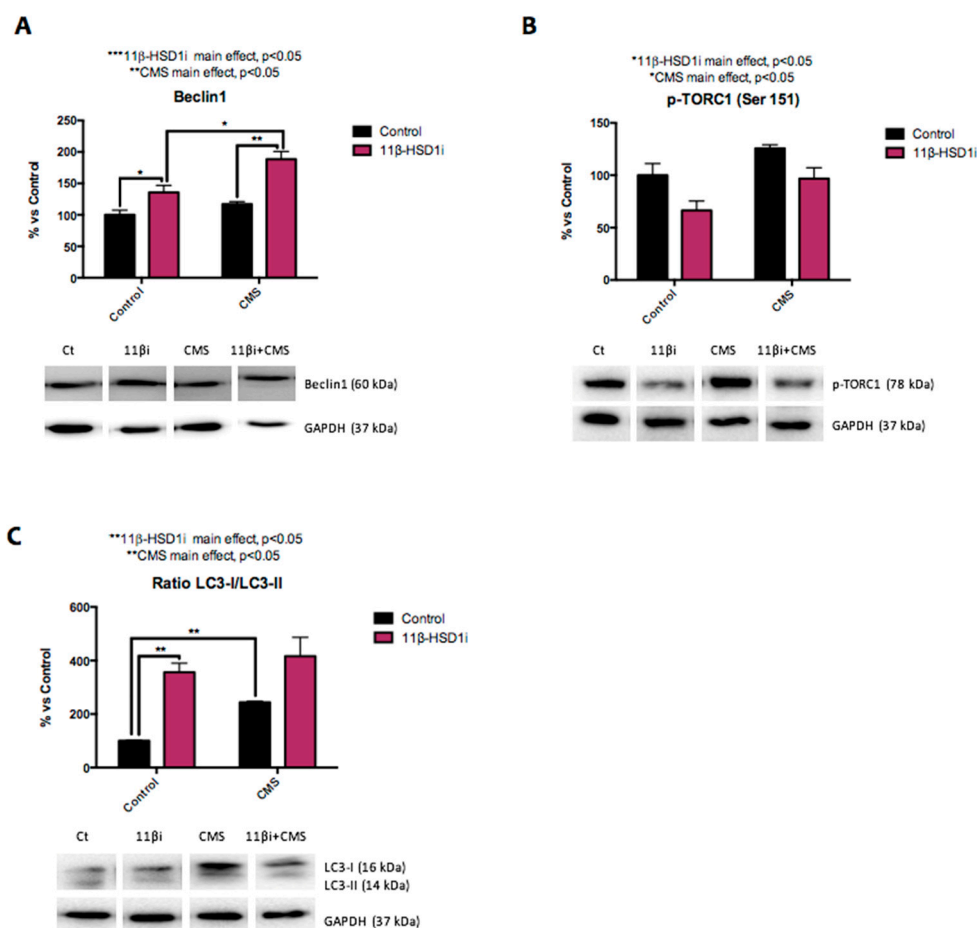 A
***11β-HSD1i main effect, p<0.05
**CMS main effect, p<0.05
Beclin1
% vs Control
250
200
150
100
50
0
*
*
**
Control
CMS
Control
11β-HSD1i
Ct 11βi CMS 11βi+CMS
Beclin1 (60 kDa)
GAPDH (37 kDa)
B
*11β-HSD1i main effect, p<0.05
*CMS main effect, p<0.05
p-TORC1 (Ser 151)
% vs Control
150
100
50
0
Control
CMS
Control
11β-HSD1i
Ct 11βi CMS 11βi+CMS
p-TORC1 (78 kDa)
GAPDH (37 kDa)
C
**11β-HSD1i main effect, p<0.05
**CMS main effect, p<0.05
Ratio LC3-I/LC3-II
% vs Control
600
400
200
0
**
**
Control
CMS
Control
11β-HSD1i
Ct 11βi CMS 11βi+CMS
LC3-I (16 kDa)
LC3-II (14 kDa)
GAPDH (37 kDa)